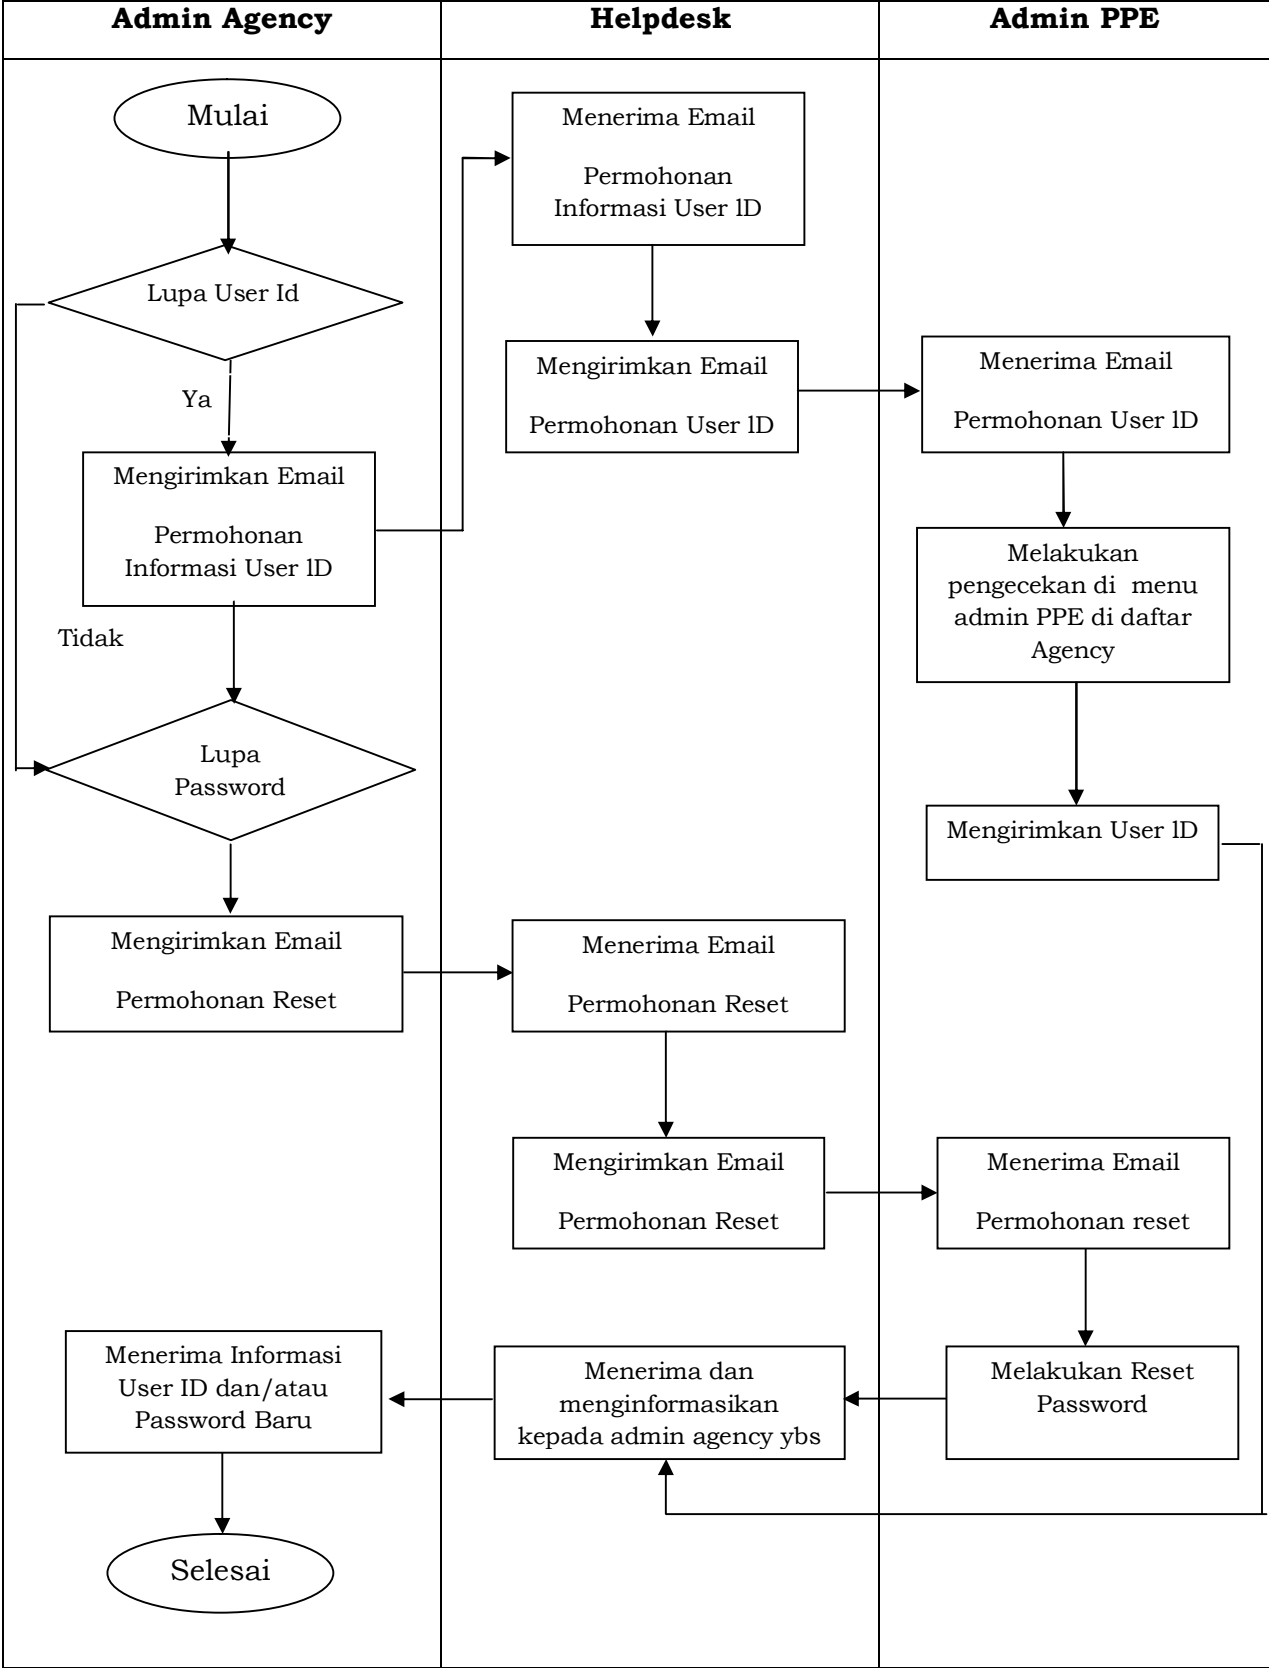 Admin Agency
Helpdesk
Admin PPE
Mulai
Menerima Email
Permohonan
Informasi User lD
Lupa User Id
Mengirimkan Email
Permohonan User lD
Menerima Email
Permohonan User lD
Ya
Mengirimkan Email
Permohonan
Informasi User lD
Melakukan
pengecekan di  menu
admin PPE di daftar
Agency
Tidak
Lupa
Password
Mengirimkan User lD
Mengirimkan Email
Permohonan Reset
Menerima Email
Permohonan Reset
Mengirimkan Email
Permohonan Reset
Menerima Email
Permohonan reset
Menerima Informasi
User ID dan/atau
Password Baru
Menerima dan
menginformasikan
kepada admin agency ybs
Melakukan Reset
Password
Selesai